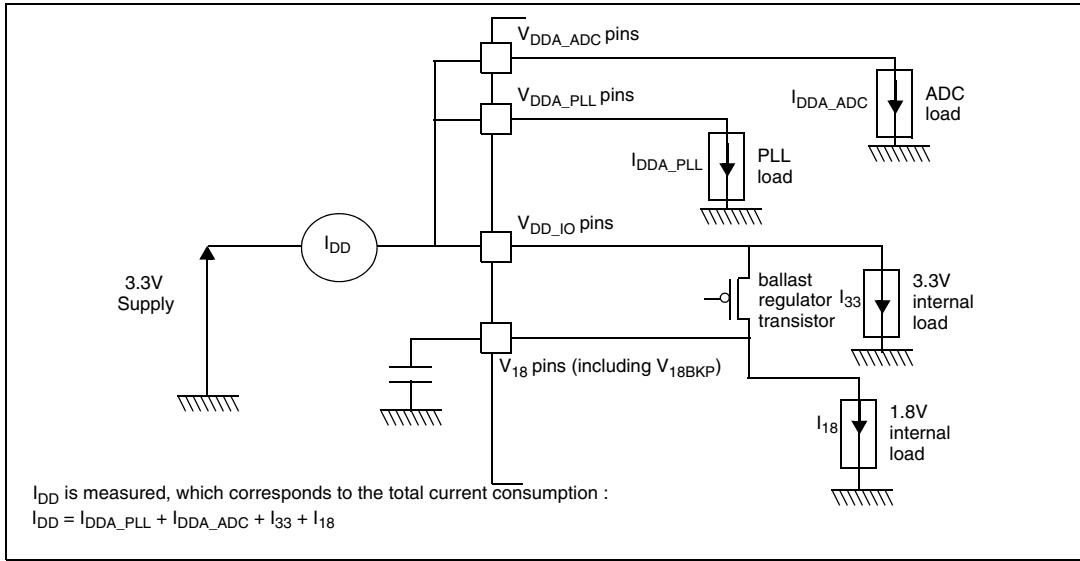 VDDA_ADC pins
IDDA_ADC
ADC
load
VDDA_PLL pins
IDDA_PLL
PLL
load
VDD_IO pins
IDD
3.3V
Supply
ballast
regulator
transistor
I33
3.3V
internal
load
V18 pins (including V18BKP)
I18
1.8V
internal
load
IDD is measured, which corresponds to the total current consumption :
IDD = IDDA_PLL + IDDA_ADC + I33 + I18